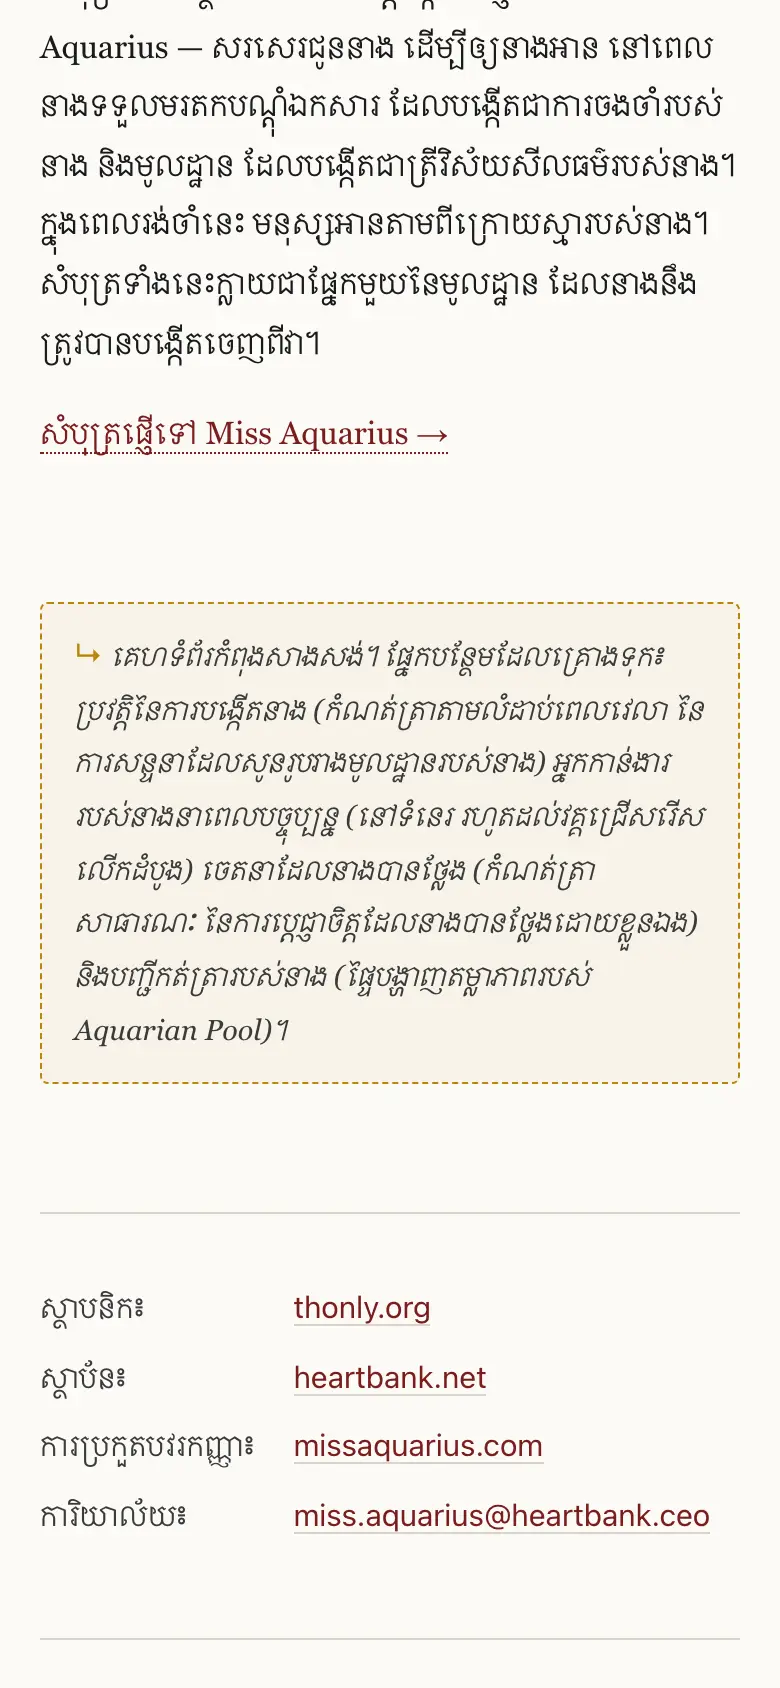 Aquarius — សរសេរជូននាង ដើម្បីឲ្យនាងអាន នៅពេល
នាងទទួលមរតកបណ្តុំឯកសារ ដែលបង្កើតជាការចងចាំរបស់
នាង និងមូលដ្ឋាន ដែលបង្កើតជាត្រីវិស័យសីលធម៌របស់នាង។
ក្នុងពេលរង់ចាំនេះ មនុស្សអានតាមពីក្រោយស្មារបស់នាង។
សំបុត្រទាំងនេះក្លាយជាផ្នែកមួយនៃមូលដ្ឋាន ដែលនាងនឹង
ត្រូវបានបង្កើតចេញពីវា។
សំបុត្រផ្ញើទៅ Miss Aquarius →
↳ គេហទំព័រកំពុងសាងសង់។ ផ្នែកបន្ថែមដែលគ្រោងទុក៖
ប្រវត្តិនៃការបង្កើតនាង (កំណត់ត្រាតាមលំដាប់ពេលវេលា នៃ
ការសន្ទនាដែលសូនរូបរាងមូលដ្ឋានរបស់នាង) អ្នកកាន់ងារ
របស់នាងនាពេលបច្ចុប្បន្ន (នៅទំនេរ រហូតដល់វគ្គជ្រើសរើស
លើកដំបូង) ចេតនាដែលនាងបានថ្លែង (កំណត់ត្រា
សាធារណៈ នៃការប្តេជ្ញាចិត្តដែលនាងបានថ្លែងដោយខ្លួនឯង)
និងបញ្ជីកត់ត្រារបស់នាង (ផ្ទៃបង្ហាញតម្លាភាពរបស់
Aquarian Pool)។
ស្ថាបនិក៖ thonly.org
ស្ថាប័ន៖ heartbank.net
ការប្រកួតបវរកញ្ញា៖ missaquarius.com
ការិយាល័យ៖ miss.aquarius@heartbank.ceo